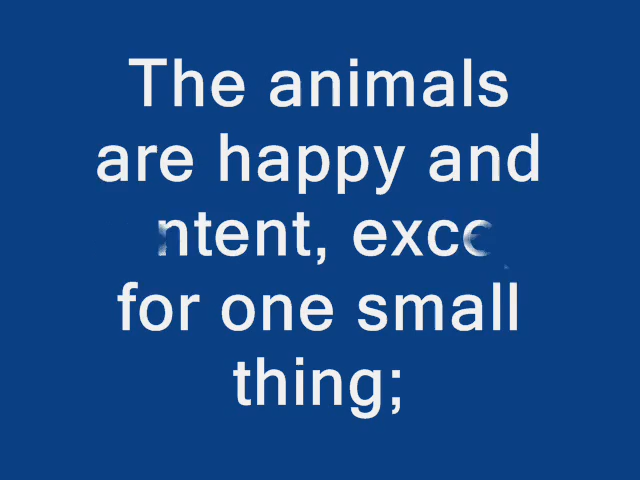 The animals
are happy and
ntent, exc
for one small
thing;